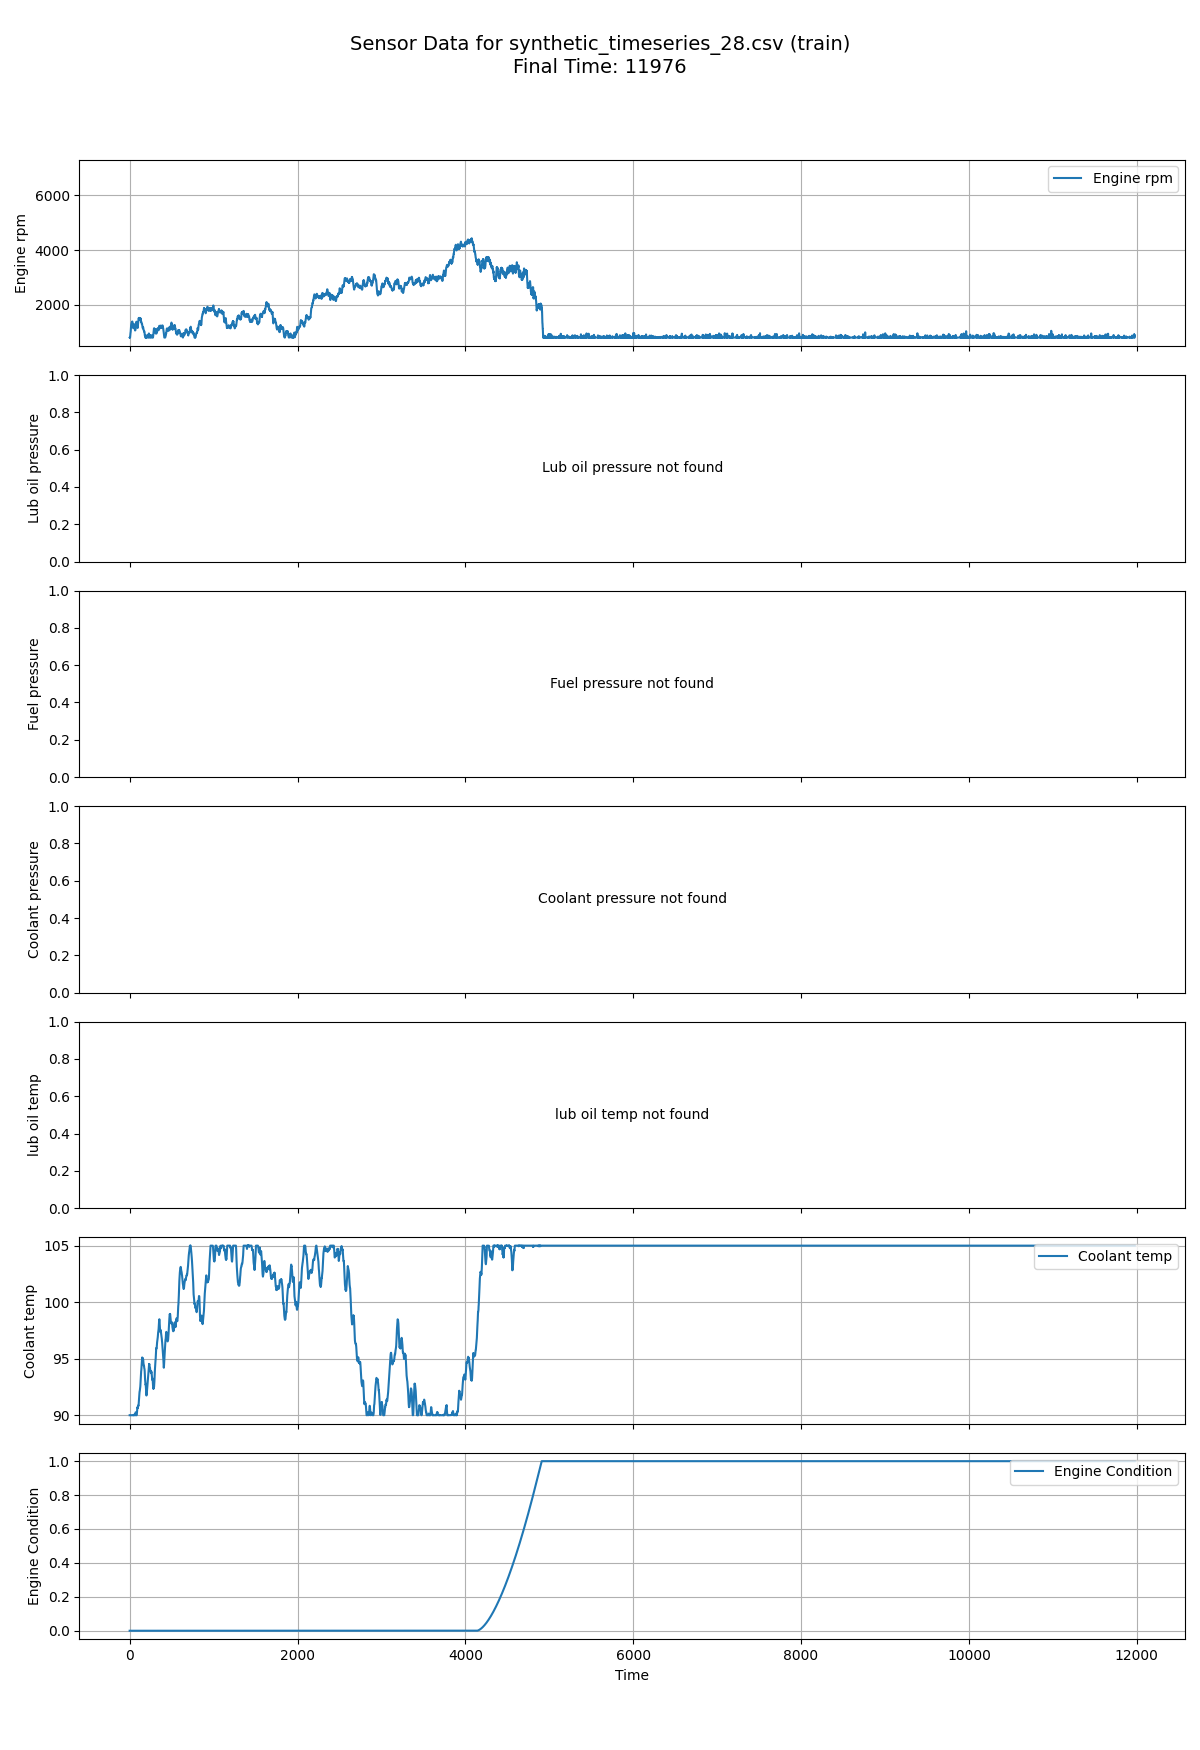 Sensor Data for synthetic_timeseries_28.csv (train)
Final Time: 11976
Engine rpm
6000
4000
2000
Engine rpm
Lub oil pressure
1.0
0.8
0.6
0.4
0.2
0.0
Lub oil pressure not found
Fuel pressure
1.0
0.8
0.6
0.4
0.2
0.0
Fuel pressure not found
Coolant pressure
1.0
0.8
0.6
0.4
0.2
0.0
Coolant pressure not found
lub oil temp
1.0
0.8
0.6
0.4
0.2
0.0
lub oil temp not found
Coolant temp
105
100
95
90
Coolant temp
Engine Condition
1.0
0.8
0.6
0.4
0.2
0.0
Engine Condition
0 2000 4000 6000 8000 10000 12000
Time